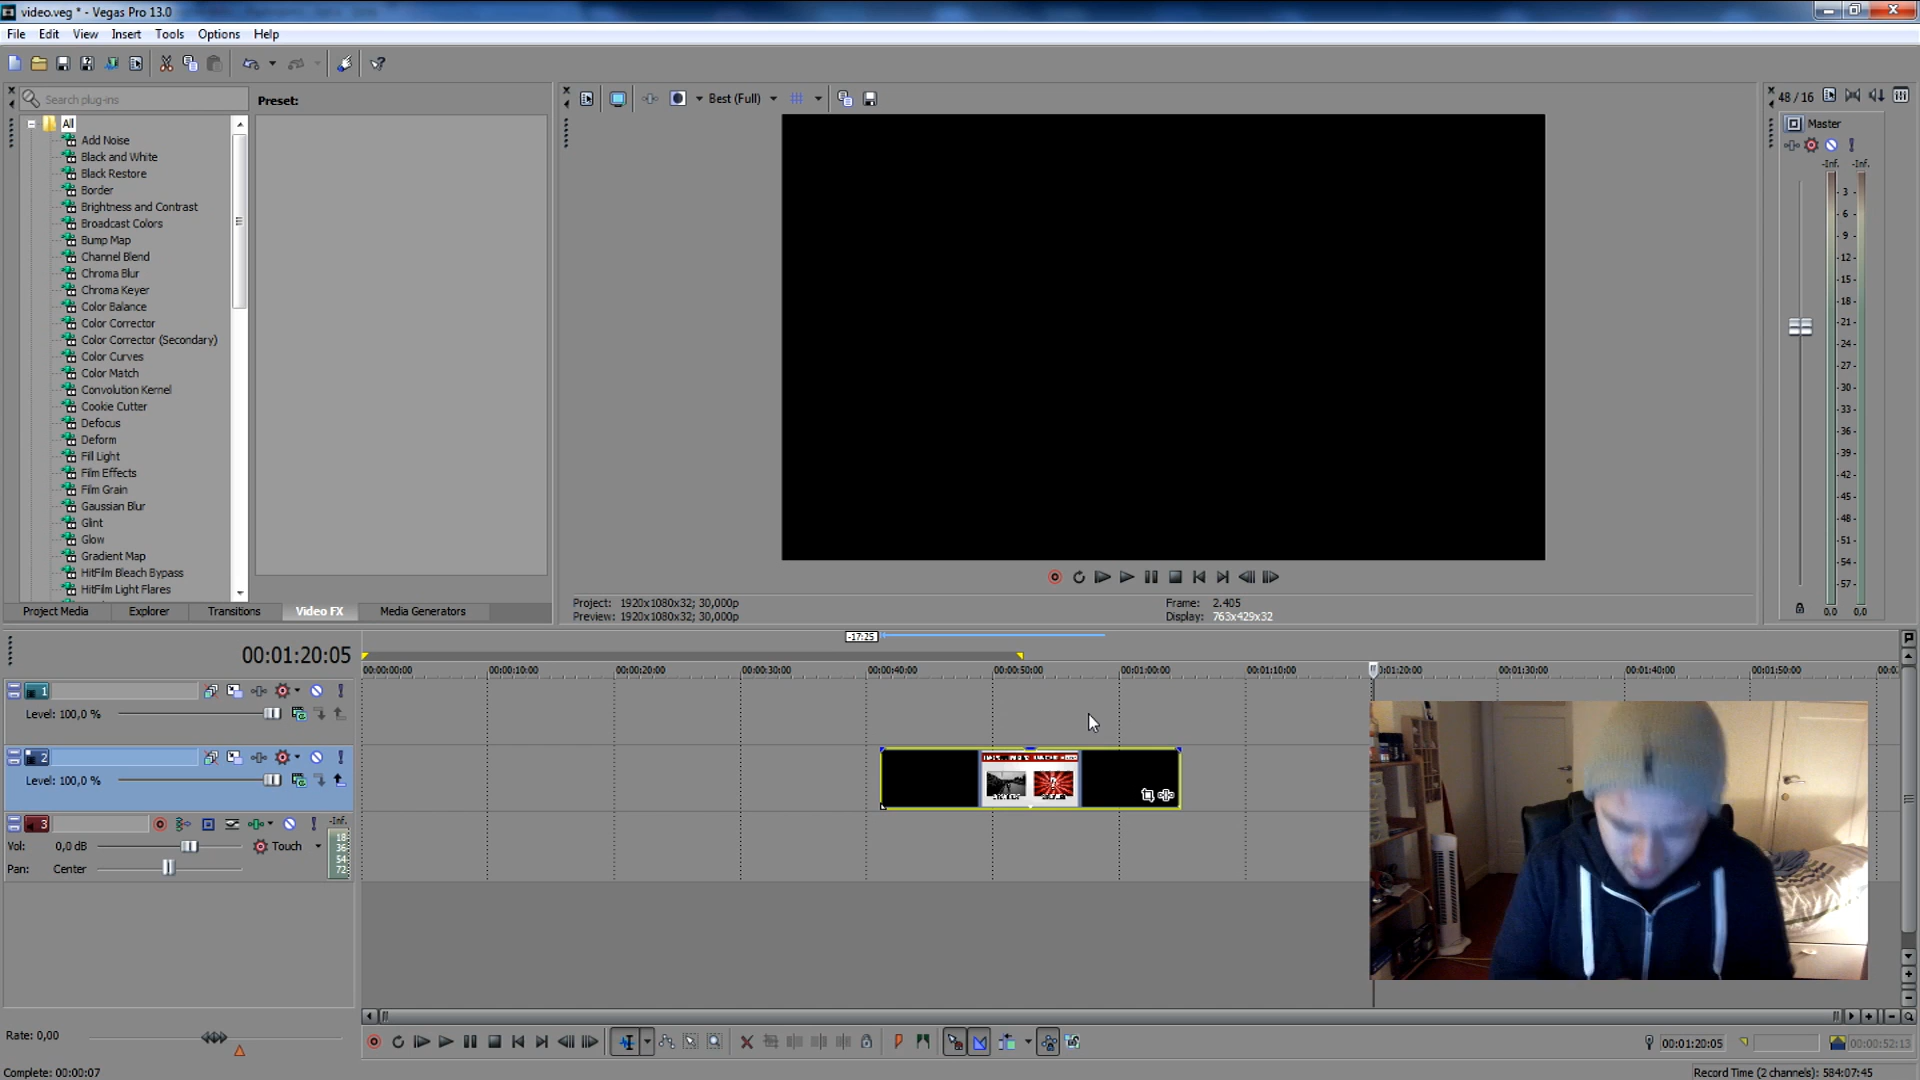 video.veg * - Vegas Pro 13.0
File Edit View Insert Tools Options Help
Search plug-ins
Preset:
Best (Full)
48 / 16
All
Add Noise
Black and White
Black Restore
Border
Brightness and Contrast
Broadcast Colors
Bump Map
Channel Blend
Chroma Blur
Chroma Keyer
Color Balance
Color Corrector
Color Corrector (Secondary)
Color Curves
Color Match
Convolution Kernel
Cookie Cutter
Defocus
Deform
Fill Light
Film Effects
Film Grain
Gaussian Blur
Glint
Glow
Gradient Map
HitFilm Bleach Bypass
HitFilm Light Flares
Master
-Inf. -Inf.
3
6
9
12
15
18
21
24
27
30
33
36
39
42
45
48
51
54
57
0,0 0,0
Project Media Explorer Transitions Video FX Media Generators
Project: 1920x1080x32; 30,000p
Preview: 1920x1080x32; 30,000p
Frame: 2.405
Display: 763x429x32
00:01:20:05
-17:25
00:00:00:00 00:00:10:00 00:00:20:00 00:00:30:00 00:00:40:00 00:00:50:00 00:01:00:00 00:01:10:00 0:01:20:00 00:01:30:00 00:01:40:00 00:01:50:00 00:0
1
Level: 100,0 %
2
Level: 100,0 %
3
-Inf.
18
36
54
72
Vol: 0,0 dB Touch
Pan: Center
Rate: 0,00
00:01:20:05
00:00:52:13
Complete: 00:00:07
Record Time (2 channels): 584:07:45